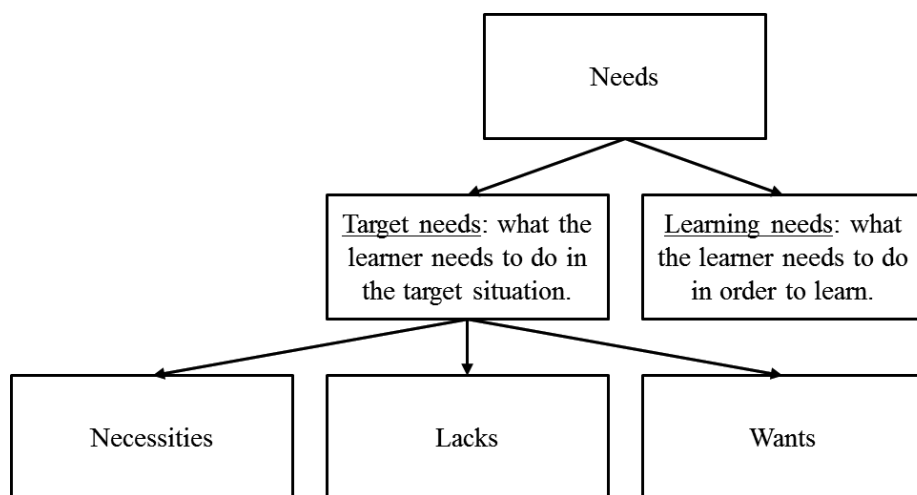 Needs
Target needs: what the
learner needs to do in
the target situation.
Learning needs: what
the learner needs to do
in order to learn.
Necessities
Lacks
Wants